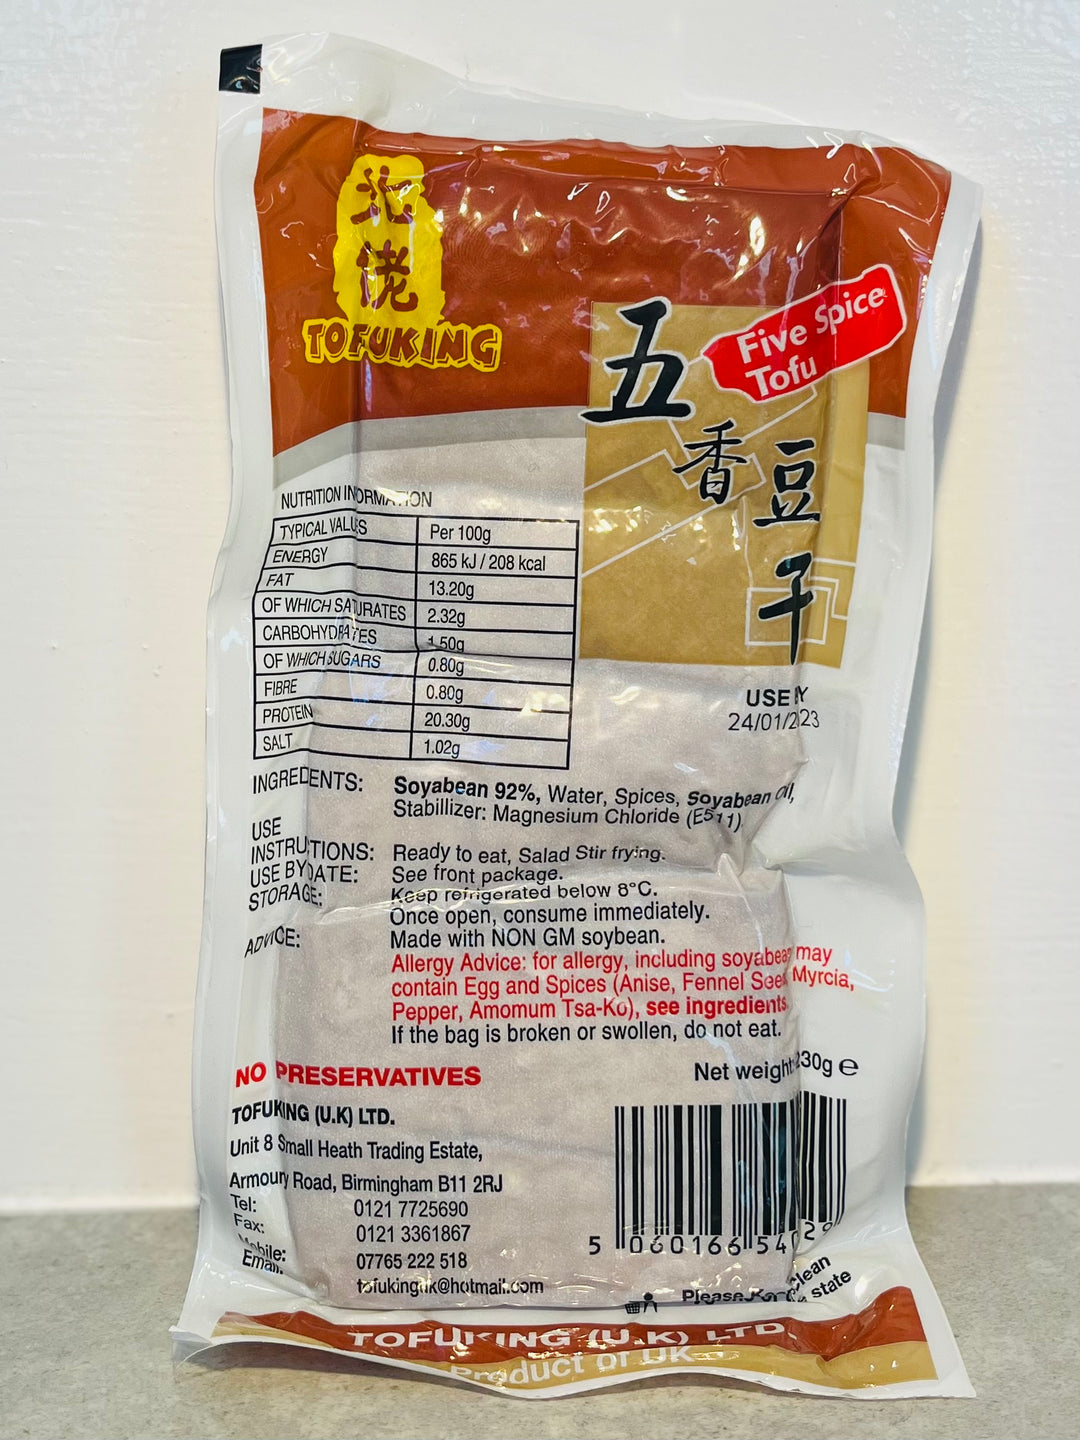 北
佬
TOFUKING
Five Spice
Tofu
五
香
豆
干
NUTRITION INFORMATION
TYPICAL VALUES Per 100g
ENERGY 865 kJ / 208 kcal
FAT 13.20g
OF WHICH SATURATES 2.32g
CARBOHYDRATES 1.50g
OF WHICH SUGARS 0.80g
FIBRE 0.80g
PROTEIN 20.30g
SALT 1.02g
USE BY
24/01/2023
INGREDENTS: Soyabean 92%, Water, Spices, Soyabean Oil,
Stabillizer: Magnesium Chloride (E511)
USE
INSTRUCTIONS: Ready to eat, Salad Stir frying.
USE BY DATE: See front package.
STORAGE: Keep refrigerated below 8°C.
Once open, consume immediately.
ADVICE: Made with NON GM soybean.
Allergy Advice: for allergy, including soyabean may
contain Egg and Spices (Anise, Fennel Seed, Myrcia,
Pepper, Amomum Tsa-Ko), see ingredients.
If the bag is broken or swollen, do not eat.
NO PRESERVATIVES
Net weight 230g e
TOFUKING (U.K) LTD.
Unit 8 Small Heath Trading Estate,
Armoury Road, Birmingham B11 2RJ
Tel: 0121 7725690
Fax: 0121 3361867
Mobile: 07765 222 518
Email: tofukinguk@hotmail.com
5 060166 54029
Please Keep Clean
state
TOFUKING (U.K) LTD.
Product of UK